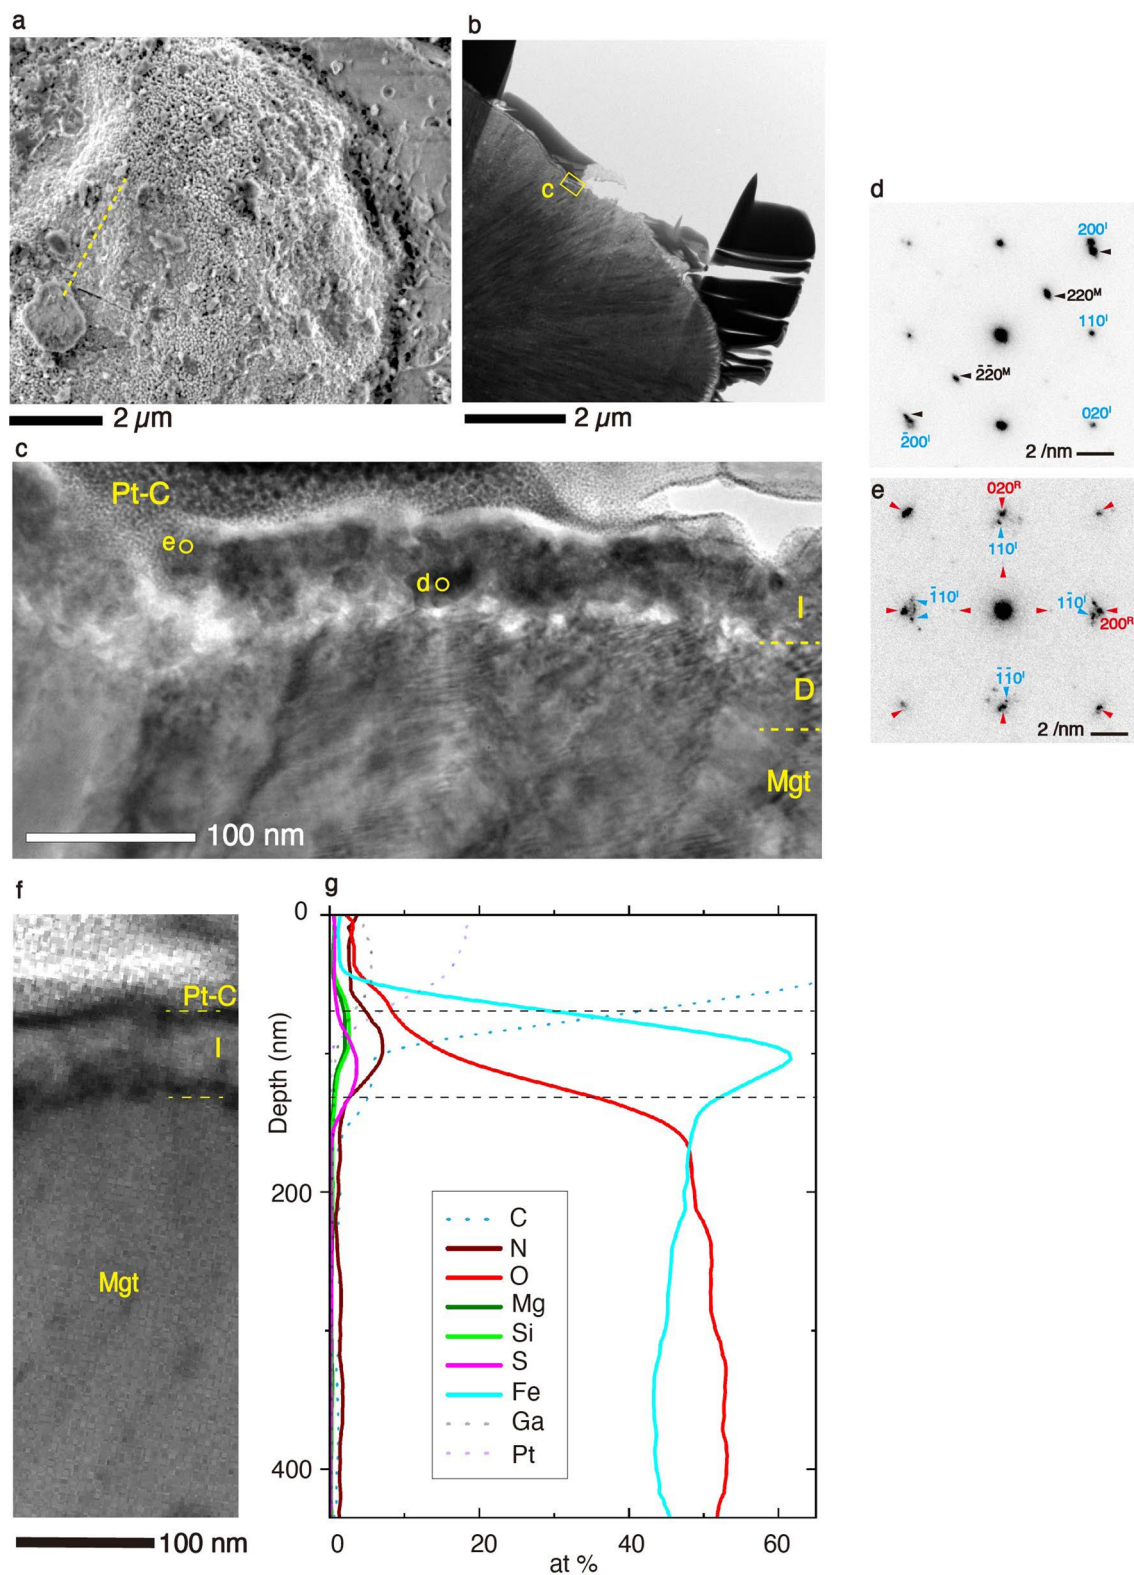 a
2 µm
b
c
2 µm
c
Pt-C
e
d
I
D
Mgt
100 nm
d
200ᴵ
220ᴹ
110ᴵ
2̄2̄0ᴹ
2̄00ᴵ
020ᴵ
2 /nm
e
020ᴿ
110ᴵ
1̄10ᴵ
11̄0ᴵ
200ᴿ
1̄1̄0ᴵ
2 /nm
f
Pt-C
I
Mgt
100 nm
g
0
200
400
Depth (nm)
C
N
O
Mg
Si
S
Fe
Ga
Pt
0
20
40
60
at %